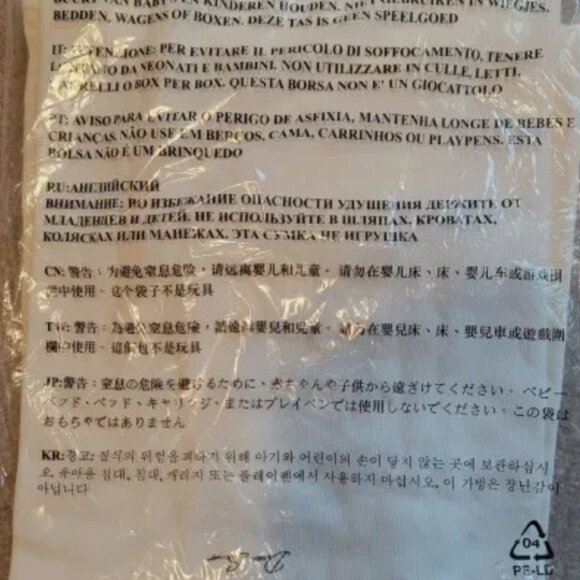 BUURT VAN BABY'S EN KINDEREN HOUDEN. NIET GEBRUIKEN IN WIEGJES.
BEDDEN, WAGENS OF BOXEN. DEZE TAS IS GEEN SPEELGOED
IT: ATTENZIONE: PER EVITARE IL PERICOLO DI SOFFOCAMENTO, TENERE
LONTANO DA NEONATI E BAMBINI. NON UTILIZZARE IN CULLE, LETTI,
CARRELLI O BOX PER BOX. QUESTA BORSA NON E' UN GIOCATTOLO
PT: AVISO PARA EVITAR O PERIGO DE ASFIXIA, MANTENHA LONGE DE BEBÊS E
CRIANÇAS NÃO USE EM BERÇOS, CAMA, CARRINHOS OU PLAYPENS. ESTA
BOLSA NÃO É UM BRINQUEDO
RU:АНГЛИЙСКИЙ
ВНИМАНИЕ: ВО ИЗБЕЖАНИЕ ОПАСНОСТИ УДУШЕНИЯ ДЕРЖИТЕ ОТ
МЛАДЕНЦЕВ И ДЕТЕЙ. НЕ ИСПОЛЬЗУЙТЕ В ШЛЯПАХ, КРОВАТАХ,
КОЛЯСКАХ ИЛИ МАНЕЖАХ. ЭТА СУМКА НЕ ИГРУШКА
CN: 警告：为避免窒息危险，请远离婴儿和儿童。 请勿在婴儿床、床、婴儿车或游戏围
栏中使用。这个袋子不是玩具
TW: 警告：為避免窒息危險，請遠離嬰兒和兒童。 請勿在嬰兒床、床、嬰兒車或遊戲圍
欄中使用。這個包不是玩具
JP:警告：窒息の危険を避けるために、赤ちゃんや子供から遠ざけてください。 ベビー
ベッド、ベッド、キャリッジ、またはプレイペンでは使用しないでください。この袋は
おもちゃではありません
KR:경고: 질식의 위험을 피하기 위해 아기와 어린이의 손이 닿지 않는 곳에 보관하십시
오, 유아용 침대, 침대, 캐리지 또는 플레이펜에서 사용하지 마십시오, 이 가방은 장난감이
아닙니다
04
PE-LD